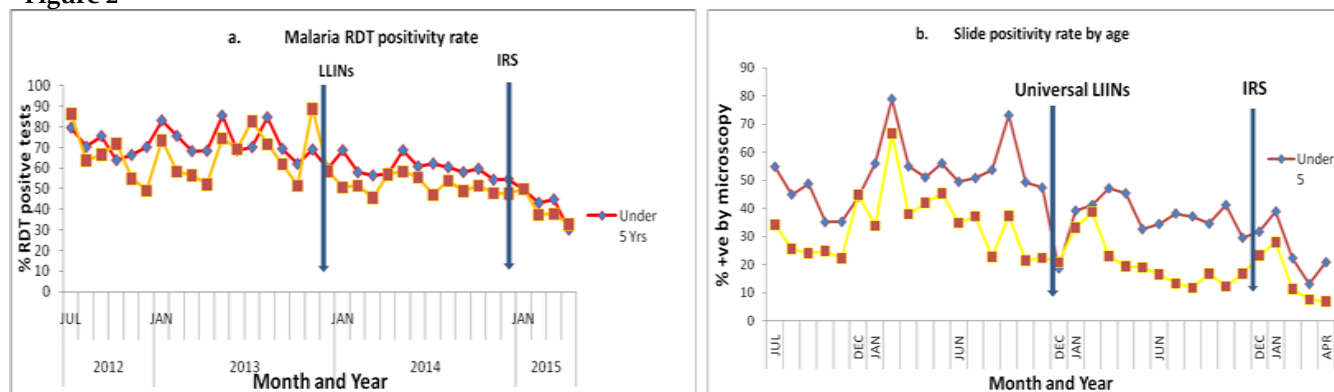 Figure 2
a. Malaria RDT positivity rate
LLINs
IRS
% RDT positive tests
100
90
80
70
60
50
40
30
20
10
0
JUL
JAN
JAN
JAN
2012
2013
2014
2015
Month and Year
Under
5 Yrs
b. Slide positivity rate by age
Universal LIINs
IRS
% +ve by microscopy
90
80
70
60
50
40
30
20
10
0
JUL
DEC
JAN
JUN
DEC
JAN
JUN
DEC
JAN
APR
Month and Year
Under
5